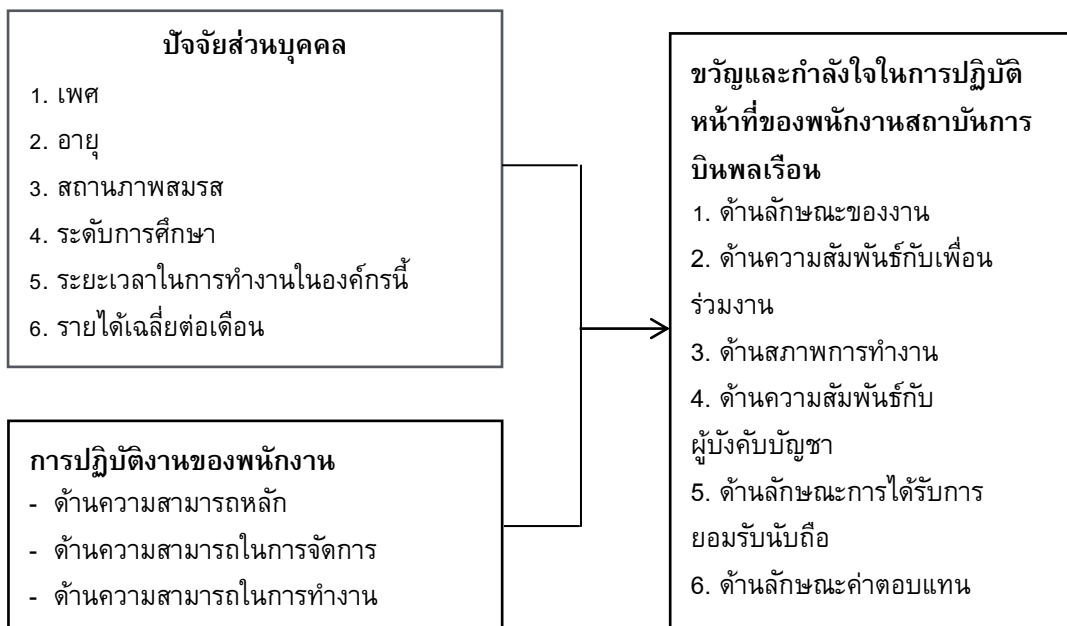 ปัจจัยส่วนบุคคล
1. เพศ
2. อายุ
3. สถานภาพสมรส
4. ระดับการศึกษา
5. ระยะเวลาในการทำงานในองค์กรนี้
6. รายได้เฉลี่ยต่อเดือน
การปฏิบัติงานของพนักงาน
- ด้านความสามารถหลัก
- ด้านความสามารถในการจัดการ
- ด้านความสามารถในการทำงาน
ขวัญและกำลังใจในการปฏิบัติ
หน้าที่ของพนักงานสถาบันการ
บินพลเรือน
1. ด้านลักษณะของงาน
2. ด้านความสัมพันธ์กับเพื่อน
ร่วมงาน
3. ด้านสภาพการทำงาน
4. ด้านความสัมพันธ์กับ
ผู้บังคับบัญชา
5. ด้านลักษณะการได้รับการ
ยอมรับนับถือ
6. ด้านลักษณะค่าตอบแทน